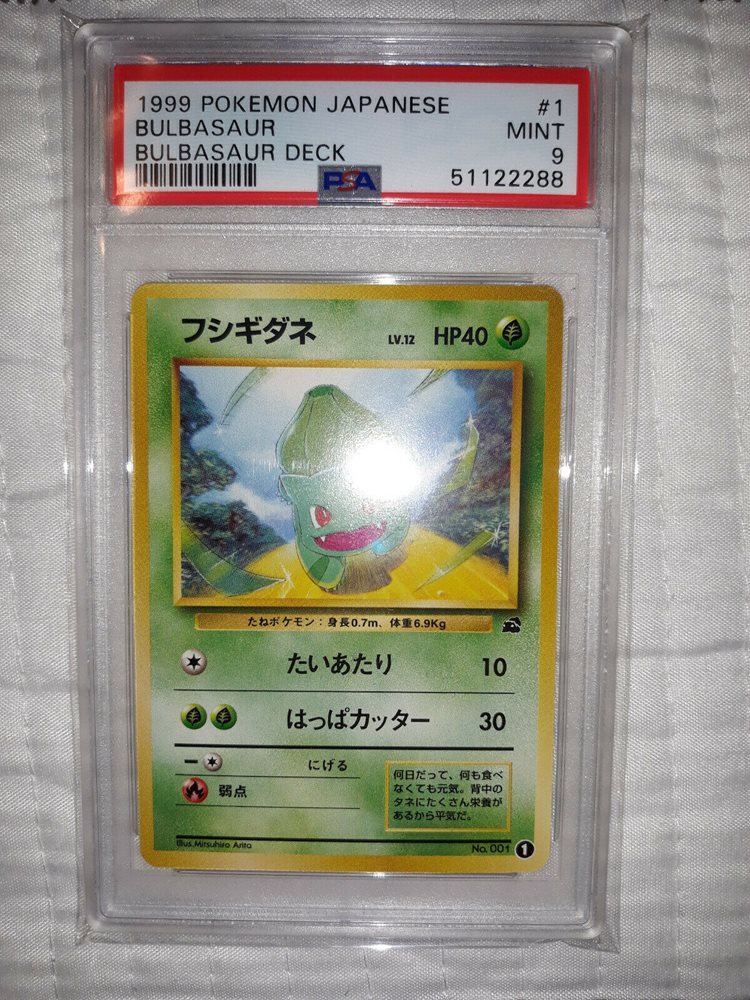 1999 POKEMON JAPANESE #1
BULBASAUR MINT
BULBASAUR DECK 9
PSA 51122288
フシギダネ LV.12 HP40
たねポケモン：身長0.7m、体重6.9Kg
たいあたり 10
はっぱカッター 30
にげる
弱点
何日だって、何も食べ
なくても元気。背中の
タネにたくさん栄養が
あるから平気だ。
Illus.Mitsuhiro Arita No. 001 1